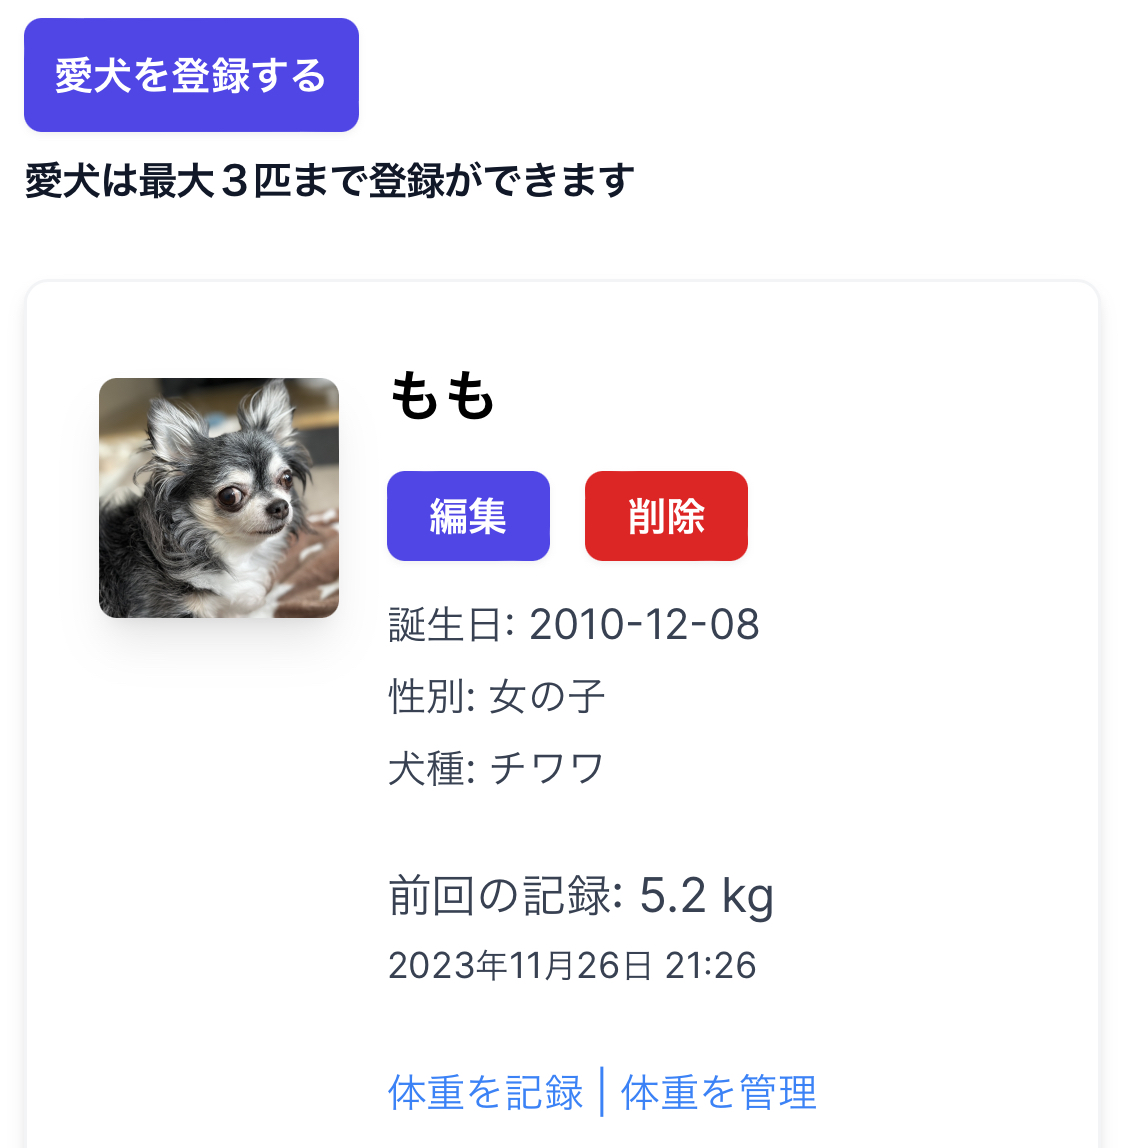 愛犬を登録する
愛犬は最大３匹まで登録ができます
もも
編集 削除
誕生日: 2010-12-08
性別: 女の子
犬種: チワワ
前回の記録: 5.2 kg
2023年11月26日 21:26
体重を記録 | 体重を管理